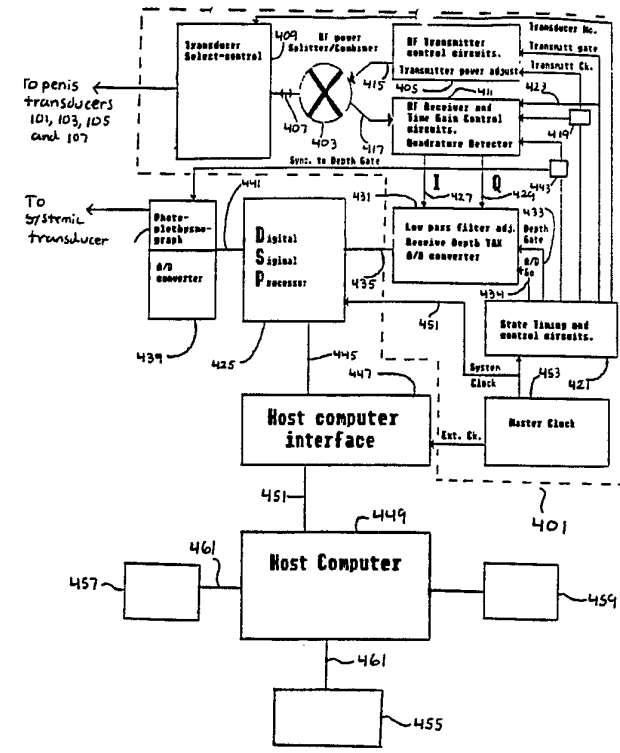 Transducer
Select-control
409
RF power
Splitter/Combiner
Transducer No.
RF Transmitter
control circuits.
Transmitter power adjust
Transmitt gate
Transmitt Ck.
415
405
411
423
To penis
transducers
101, 103, 105
and 107
407
403
417
RF Receiver and
Time Gain Control
circuits.
Quadrature Detector
419
Sync. to Depth Gate
443
I
Q
427
429
431
433
441
To
systemic
transducer
Photo-
plethysmo-
graph
A/D
converter
439
Digital
Signal
Processor
425
435
Low pass filter adj.
Receive Depth T&H
A/D converter
Depth
Gate
A/D
Go
434
451
State Timing and
control circuits.
421
System
Clock
453
445
447
Host computer
interface
Ext. Ck.
Master Clock
401
451
449
Host Computer
461
457
459
461
455